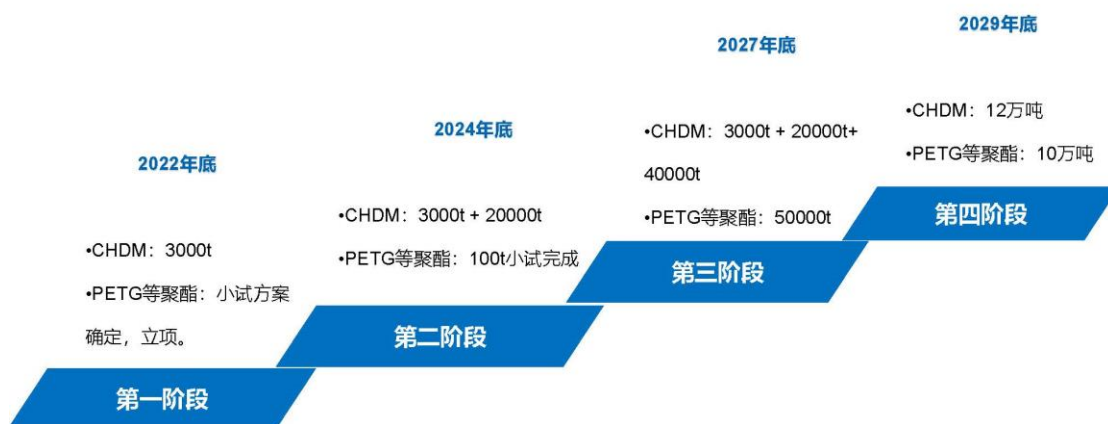 2022年底
•CHDM：3000t
•PETG等聚酯：小试方案
确定，立项。
第一阶段
2024年底
•CHDM：3000t + 20000t
•PETG等聚酯：100t小试完成
第二阶段
2027年底
•CHDM：3000t + 20000t+
40000t
•PETG等聚酯：50000t
第三阶段
2029年底
•CHDM：12万吨
•PETG等聚酯：10万吨
第四阶段